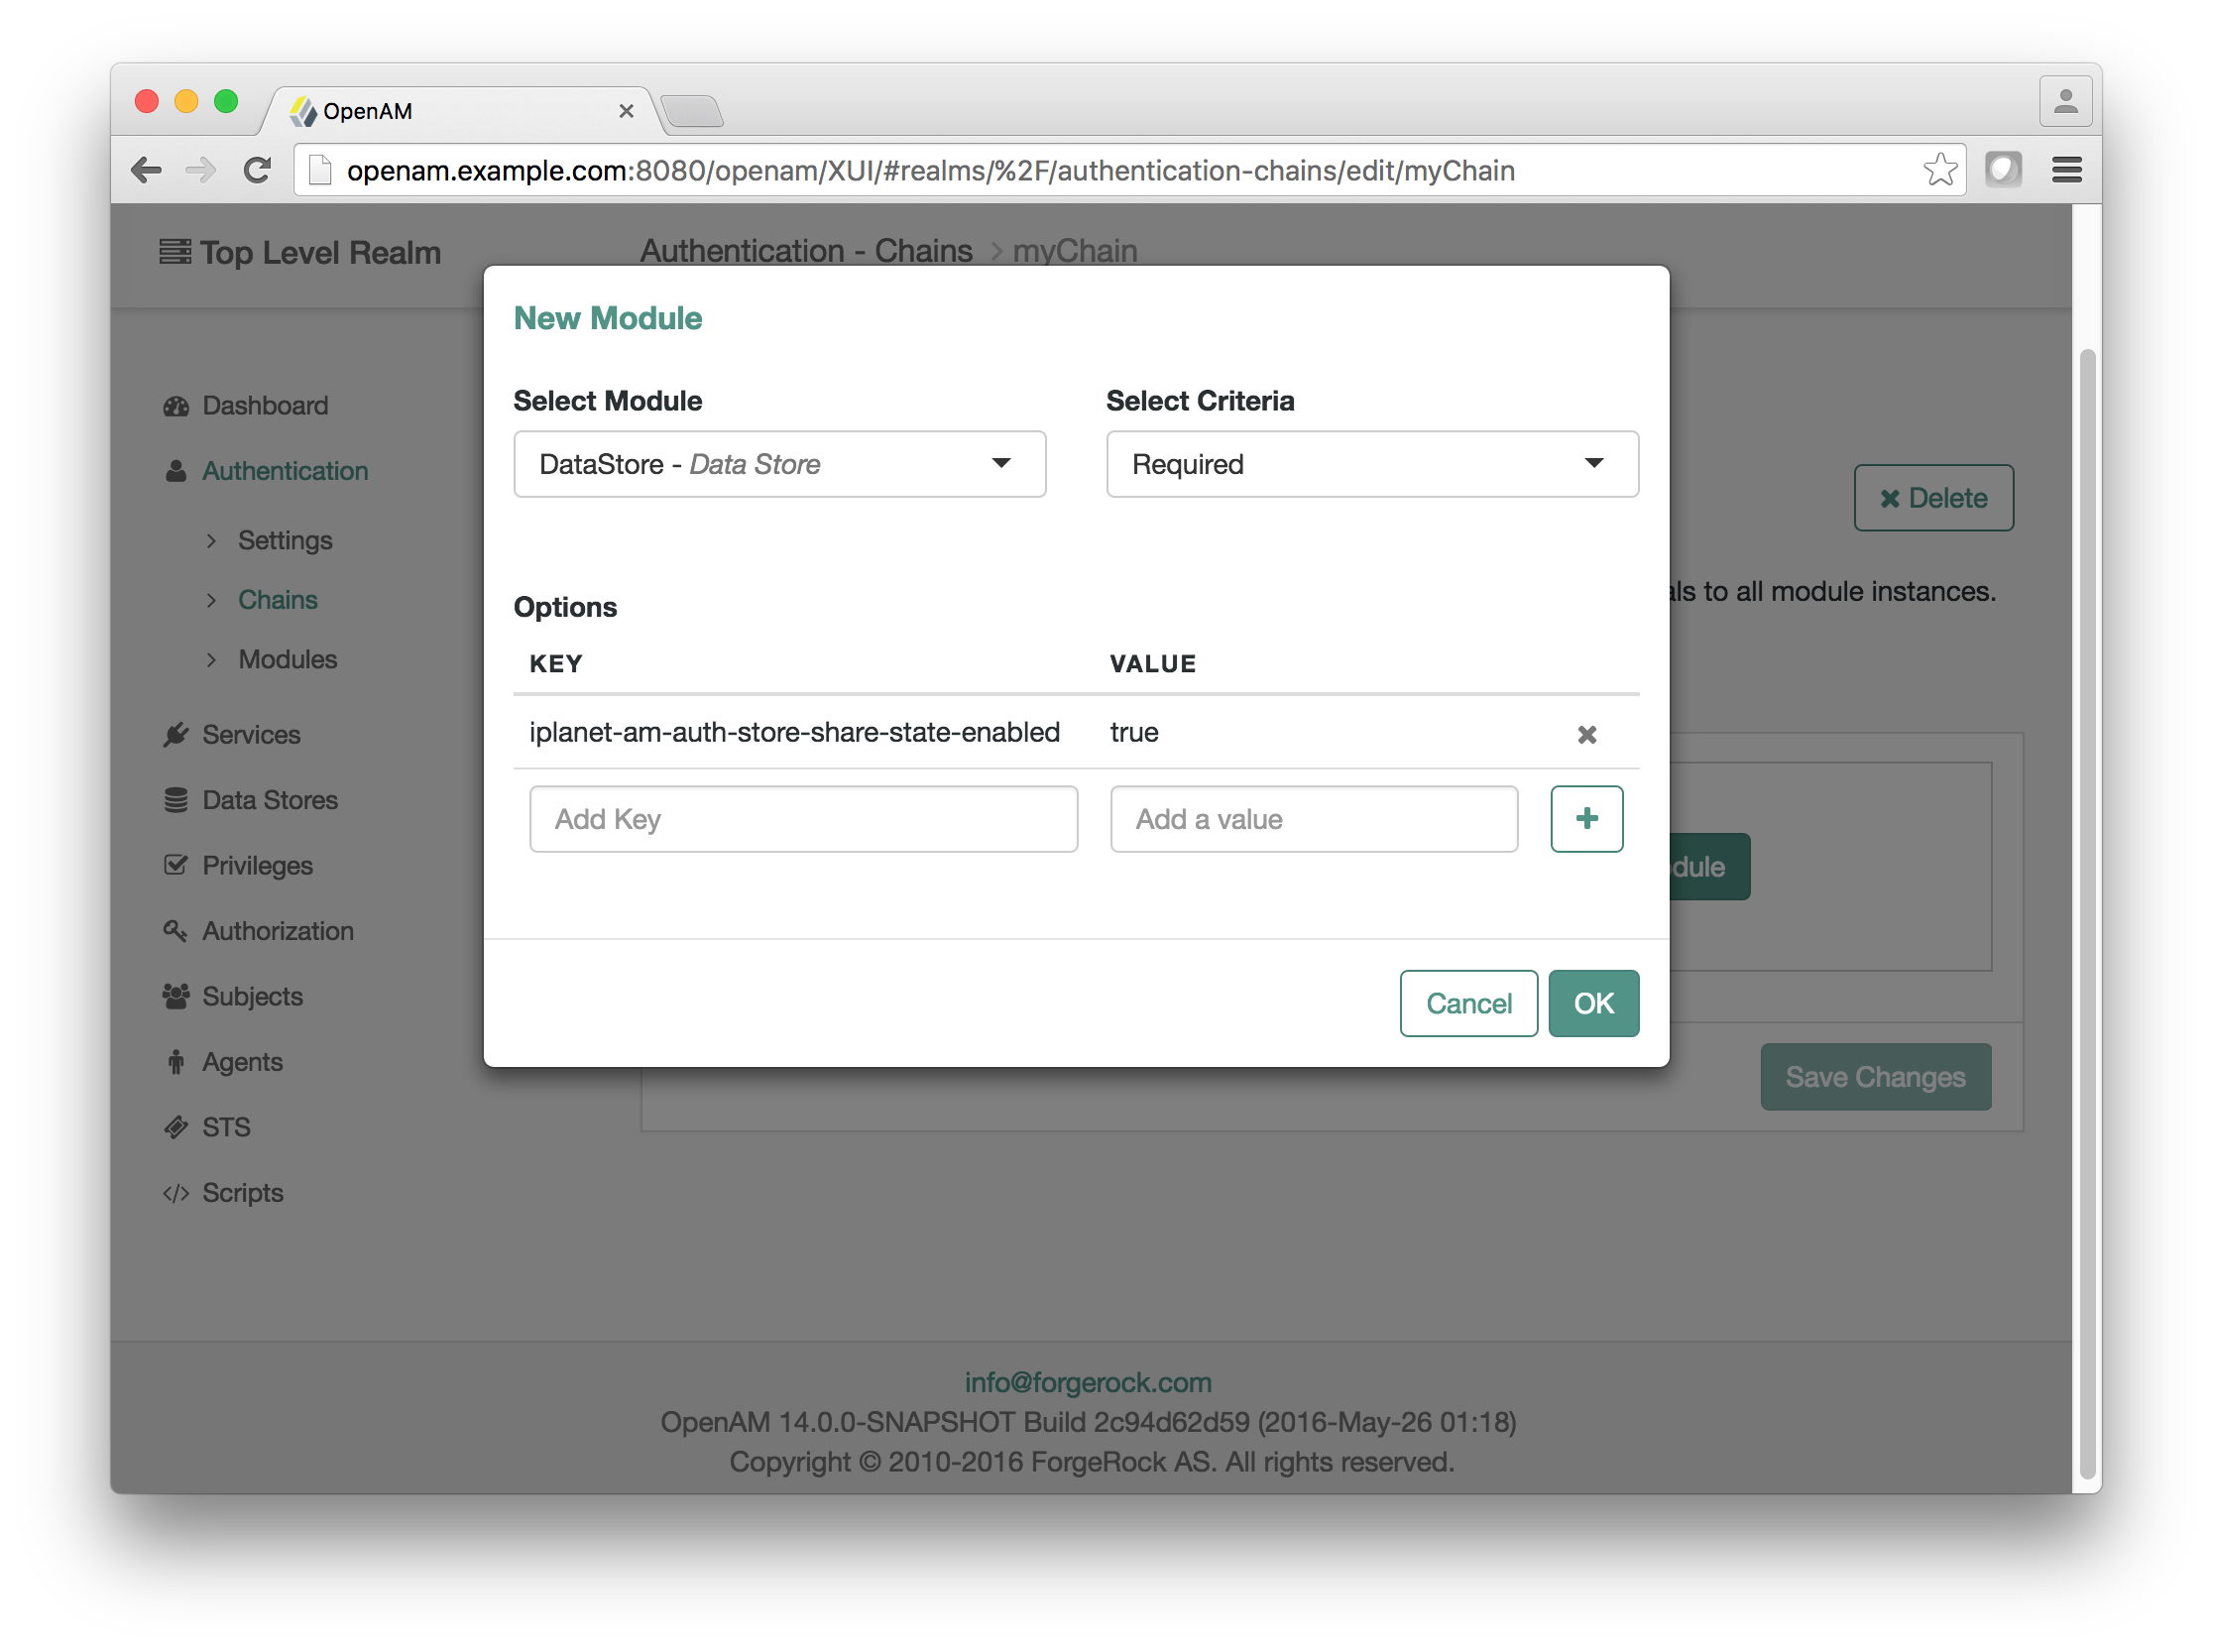 OpenAM
openam.example.com:8080/openam/XUI/#realms/%2F/authentication-chains/edit/myChain
Top Level Realm
Authentication - Chains > myChain
Dashboard
Authentication
Settings
Chains
Modules
Services
Data Stores
Privileges
Authorization
Subjects
Agents
STS
Scripts
New Module
Select Module
Select Criteria
DataStore - Data Store
Required
Options
KEY VALUE
iplanet-am-auth-store-share-state-enabled true
Add Key
Add a value
Cancel
OK
Delete
to all module instances.
Save Changes
info@forgerock.com
OpenAM 14.0.0-SNAPSHOT Build 2c94d62d59 (2016-May-26 01:18)
Copyright © 2010-2016 ForgeRock AS. All rights reserved.